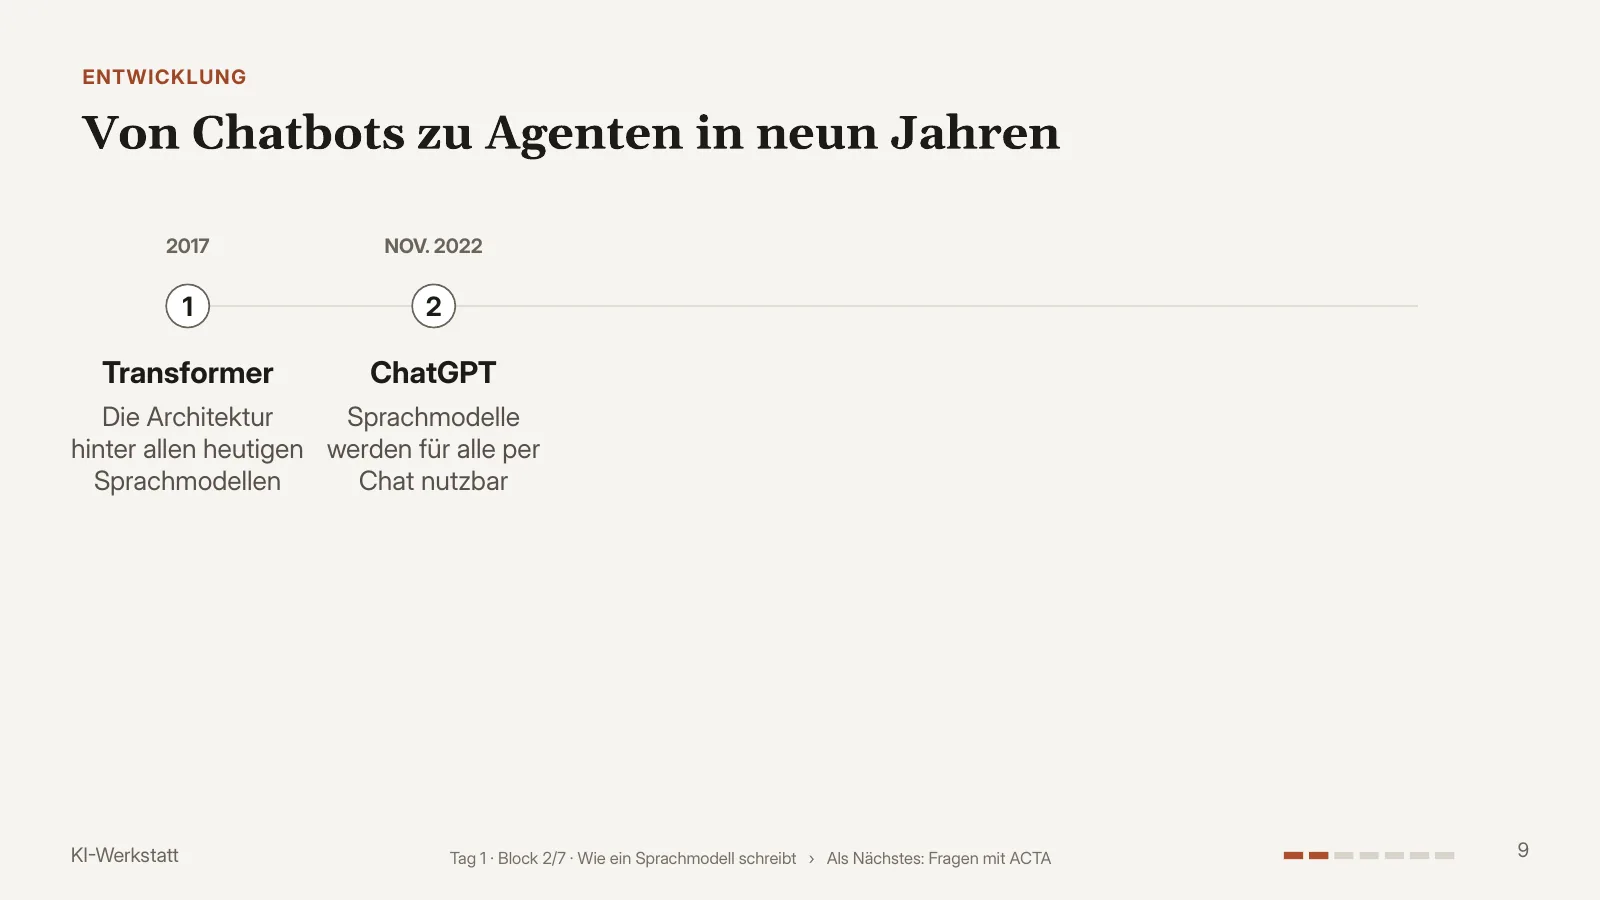 ENTWICKLUNG
Von Chatbots zu Agenten in neun Jahren
2017
1
Transformer
Die Architektur
hinter allen heutigen
Sprachmodellen
NOV. 2022
2
ChatGPT
Sprachmodelle
werden für alle per
Chat nutzbar
KI-Werkstatt
Tag 1 · Block 2/7 · Wie ein Sprachmodell schreibt › Als Nächstes: Fragen mit ACTA
9